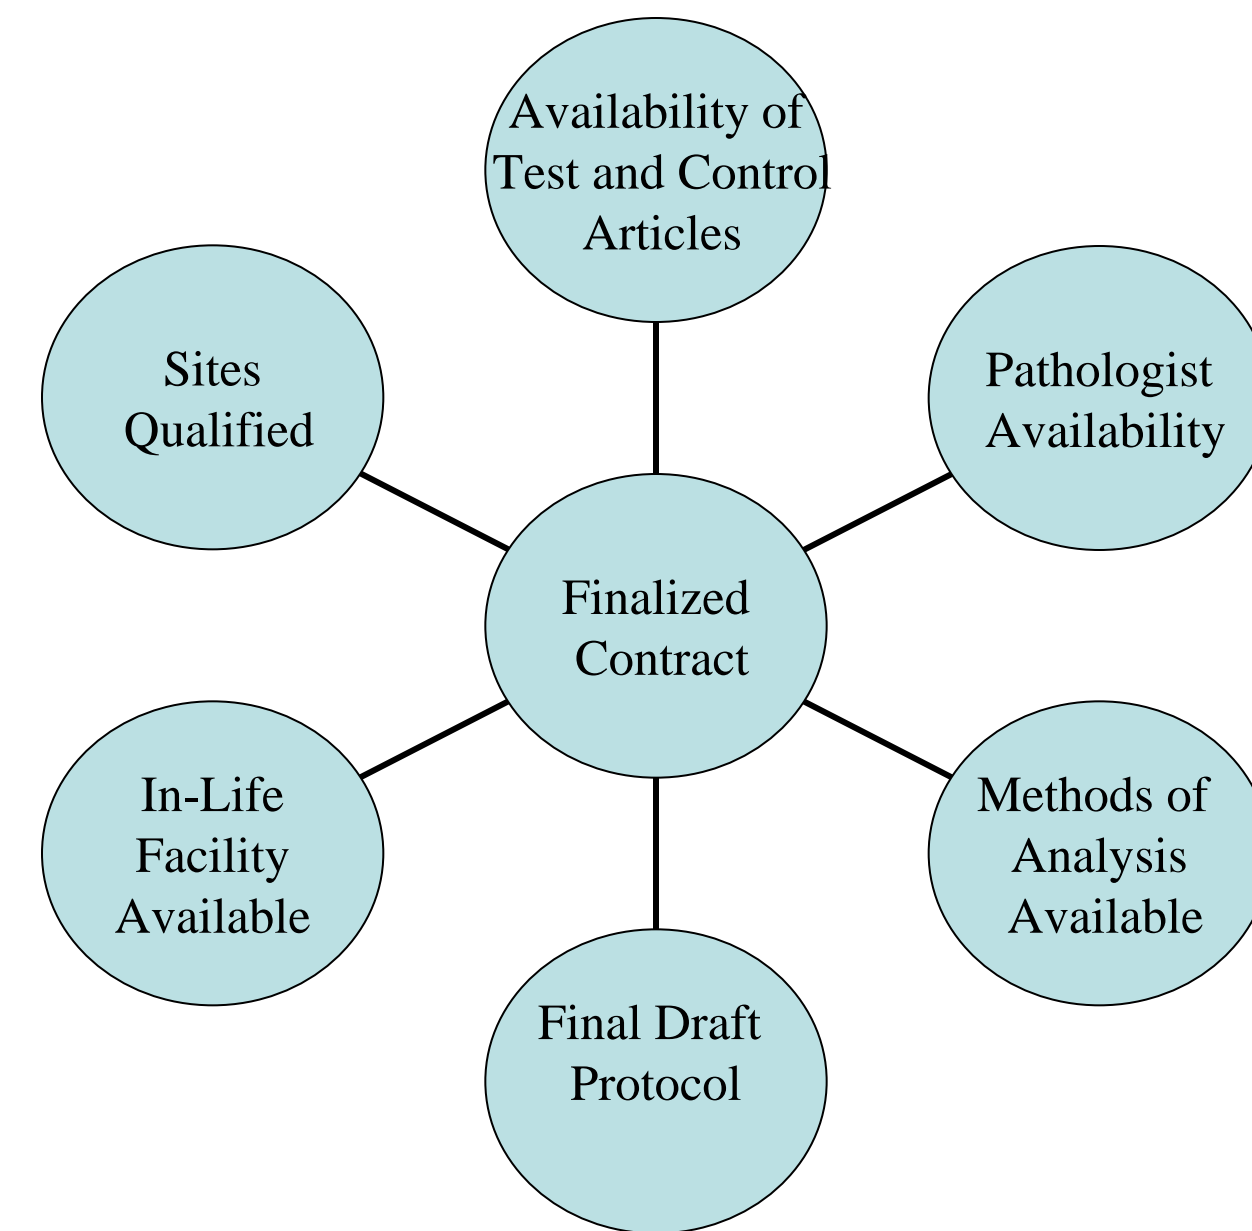 Availability of
Test and Control
Articles
Sites
Qualified
Pathologist
Availability
Finalized
Contract
In-Life
Facility
Available
Methods of
Analysis
Available
Final Draft
Protocol